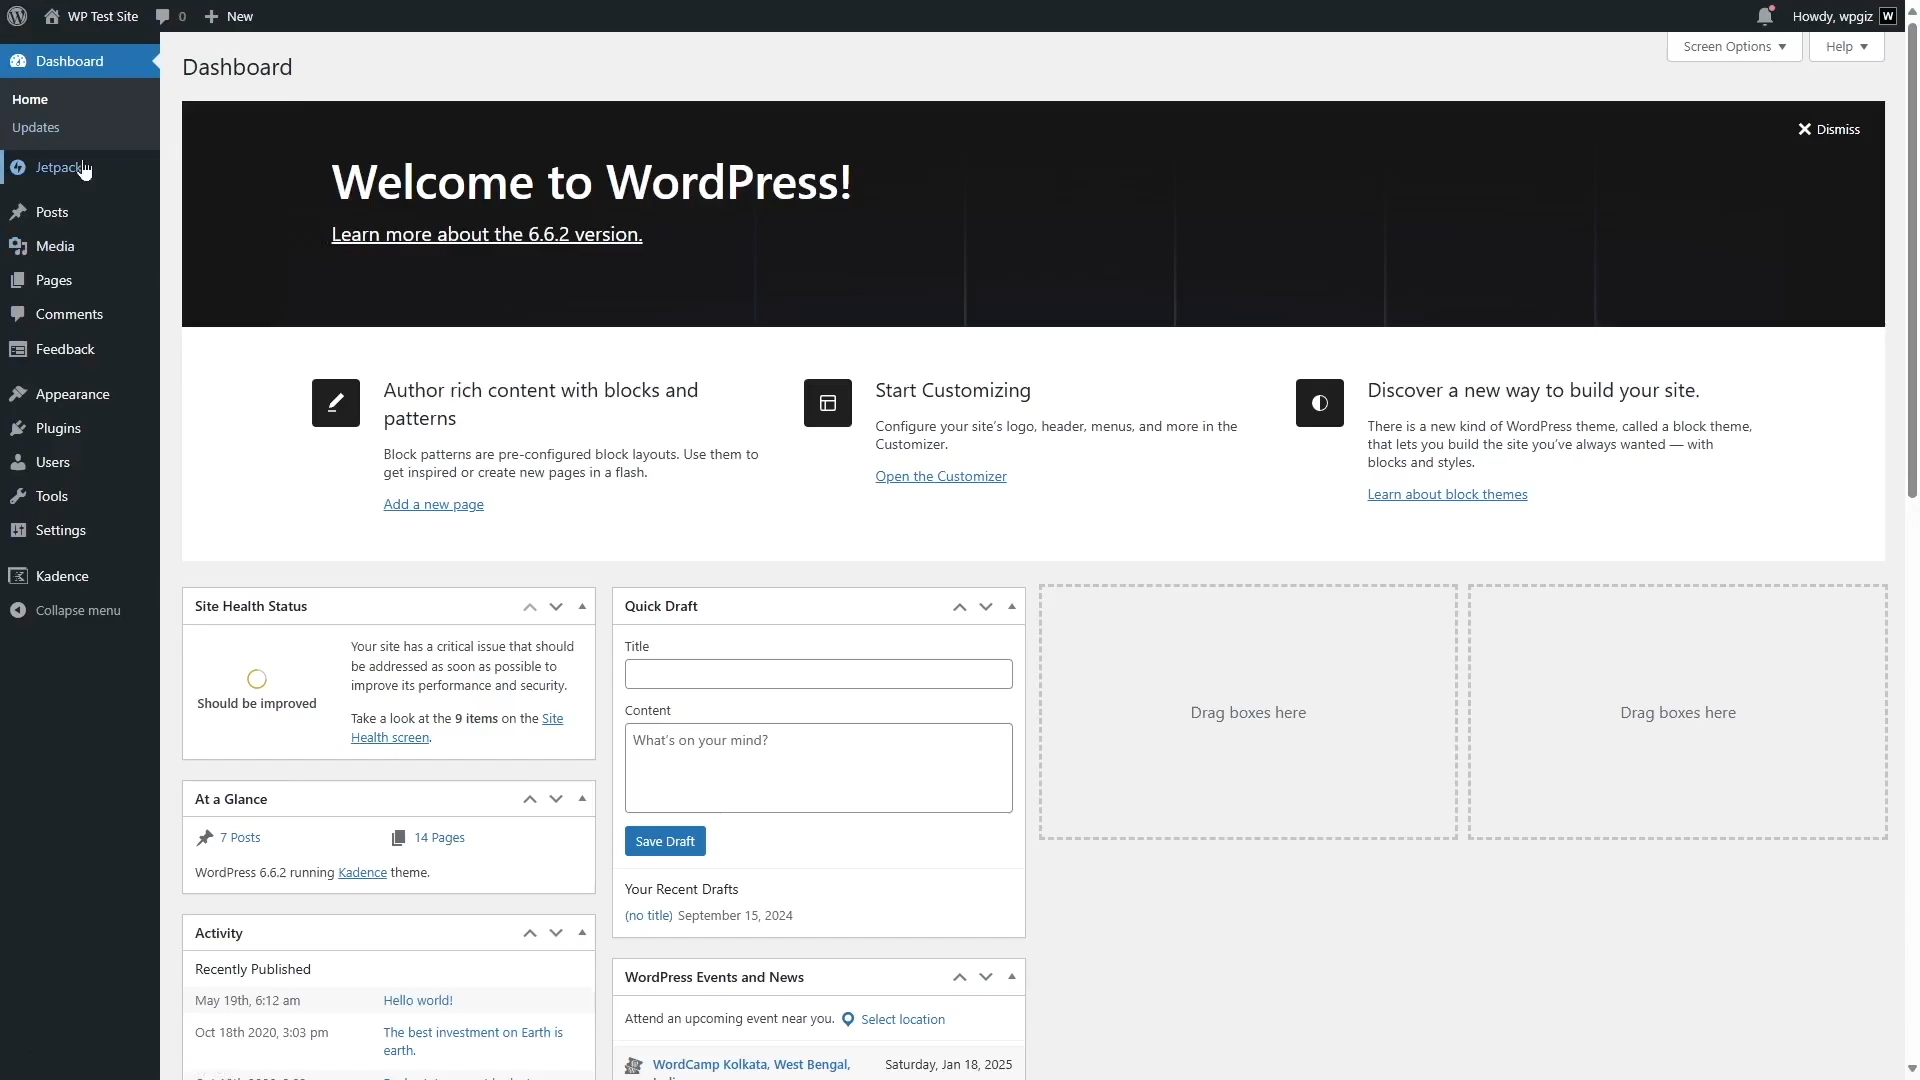 WP Test Site
0
New
Howdy, wpgiz
W
Dashboard
Home
Updates
Jetpack
Posts
Media
Pages
Comments
Feedback
Appearance
Plugins
Users
Tools
Settings
Kadence
Collapse menu
Screen Options
Help
Dashboard
Dismiss
Welcome to WordPress!
Learn more about the 6.6.2 version.
Author rich content with blocks and
patterns
Block patterns are pre-configured block layouts. Use them to
get inspired or create new pages in a flash.
Add a new page
Start Customizing
Configure your site's logo, header, menus, and more in the
Customizer.
Open the Customizer
Discover a new way to build your site.
There is a new kind of WordPress theme, called a block theme,
that lets you build the site you've always wanted — with
blocks and styles.
Learn about block themes
Site Health Status
Should be improved
Your site has a critical issue that should
be addressed as soon as possible to
improve its performance and security.
Take a look at the 9 items on the Site
Health screen.
At a Glance
7 Posts
14 Pages
WordPress 6.6.2 running Kadence theme.
Activity
Recently Published
May 19th, 6:12 am
Hello world!
Oct 18th 2020, 3:03 pm
The best investment on Earth is
earth.
Quick Draft
Title
Content
What's on your mind?
Save Draft
Your Recent Drafts
(no title) September 15, 2024
WordPress Events and News
Attend an upcoming event near you. Select location
WordCamp Kolkata, West Bengal,
Saturday, Jan 18, 2025
Drag boxes here
Drag boxes here